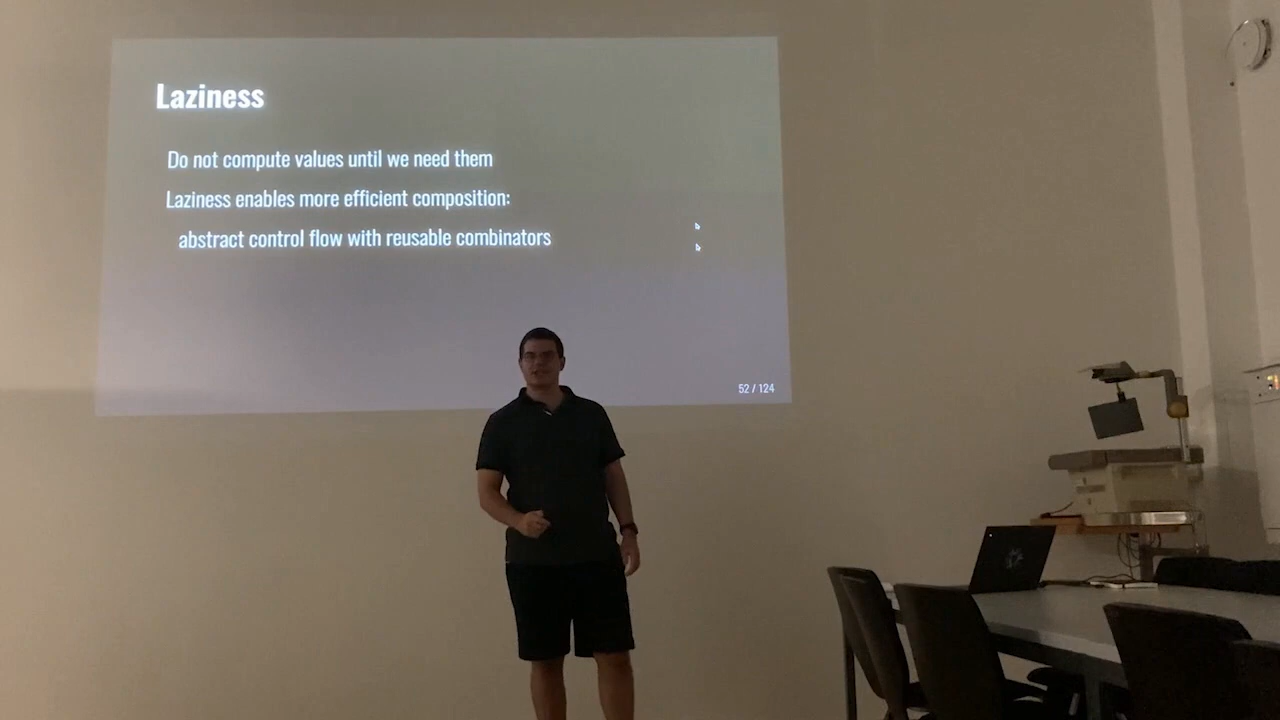 Laziness
Do not compute values until we need them
Laziness enables more efficient composition:
abstract control flow with reusable combinators
52 / 124